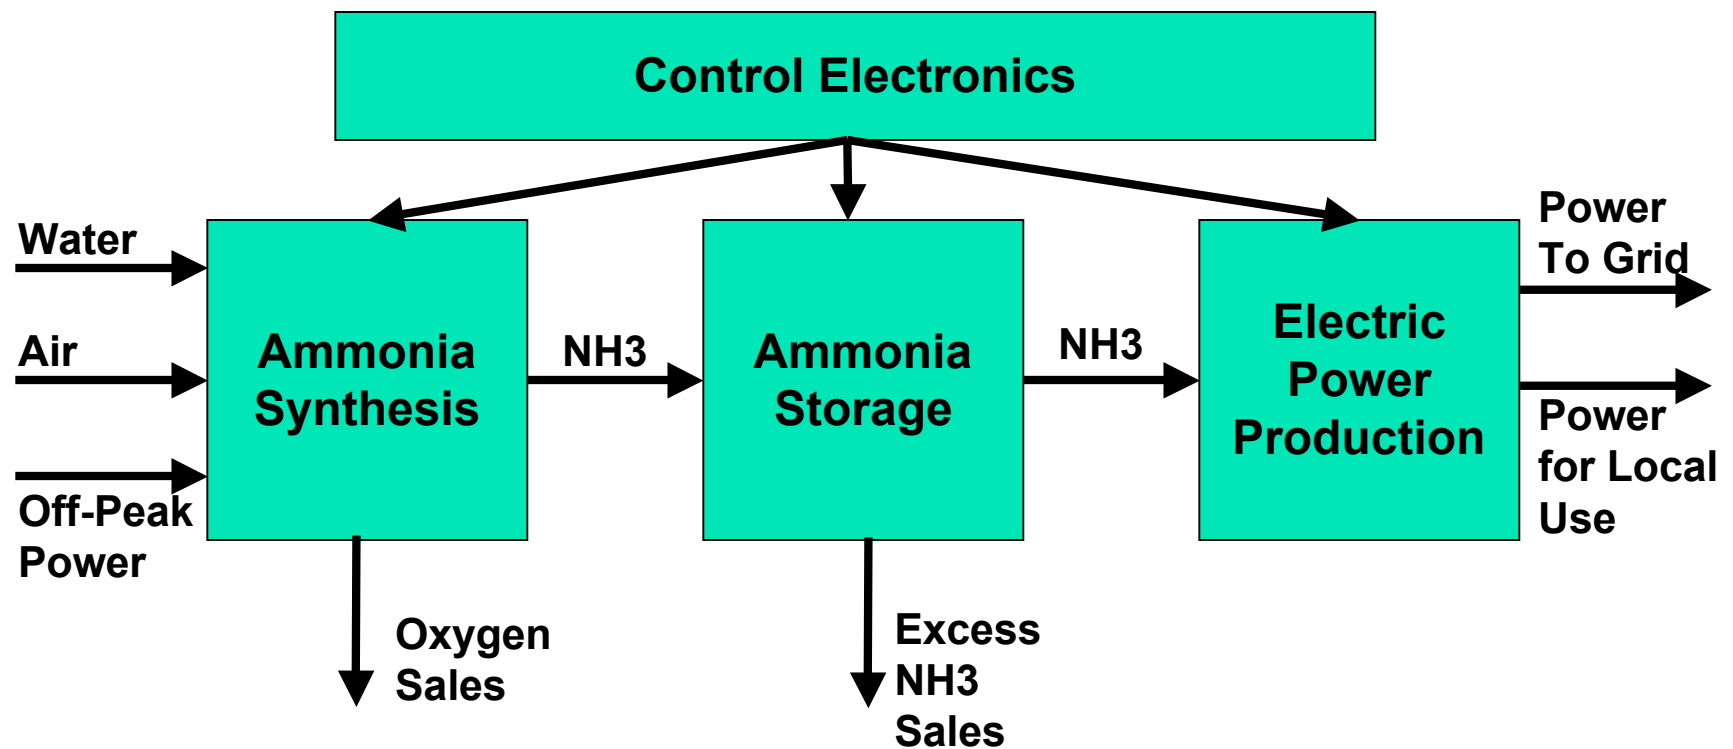 Control Electronics
Water
Air
Off-Peak
Power
Ammonia
Synthesis
NH3
Ammonia
Storage
NH3
Electric
Power
Production
Power
To Grid
Power
for Local
Use
Oxygen
Sales
Excess
NH3
Sales